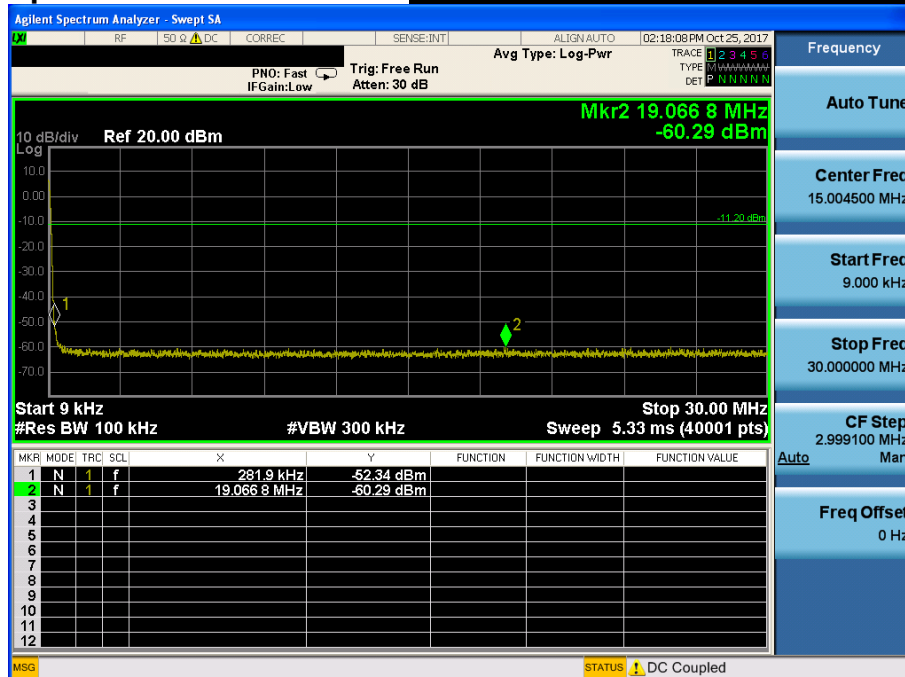 Agilent Spectrum Analyzer - Swept SA
LXI RF 50 Ω DC CORREC SENSE:INT ALIGN AUTO 02:18:08 PM Oct 25, 2017
Avg Type: Log-Pwr
TRACE 1 2 3 4 5 6
PNO: Fast Trig: Free Run TYPE M WWWWW
IFGain:Low Atten: 30 dB DET P N N N N N
Mkr2 19.066 8 MHz
-60.29 dBm
10 dB/div Ref 20.00 dBm
Log
10.0
0.00
-10.0
-11.20 dBm
-20.0
-30.0
-40.0
1
-50.0
2
-60.0
-70.0
Start 9 kHz Stop 30.00 MHz
#Res BW 100 kHz #VBW 300 kHz Sweep 5.33 ms (40001 pts)
MKR MODE TRC SCL X Y FUNCTION FUNCTION WIDTH FUNCTION VALUE
1 N 1 f 281.9 kHz -52.34 dBm
2 N 1 f 19.066 8 MHz -60.29 dBm
3
4
5
6
7
8
9
10
11
12
MSG STATUS DC Coupled
Frequency
Auto Tune
Center Freq
15.004500 MHz
Start Freq
9.000 kHz
Stop Freq
30.000000 MHz
CF Step
2.999100 MHz
Auto Man
Freq Offset
0 Hz